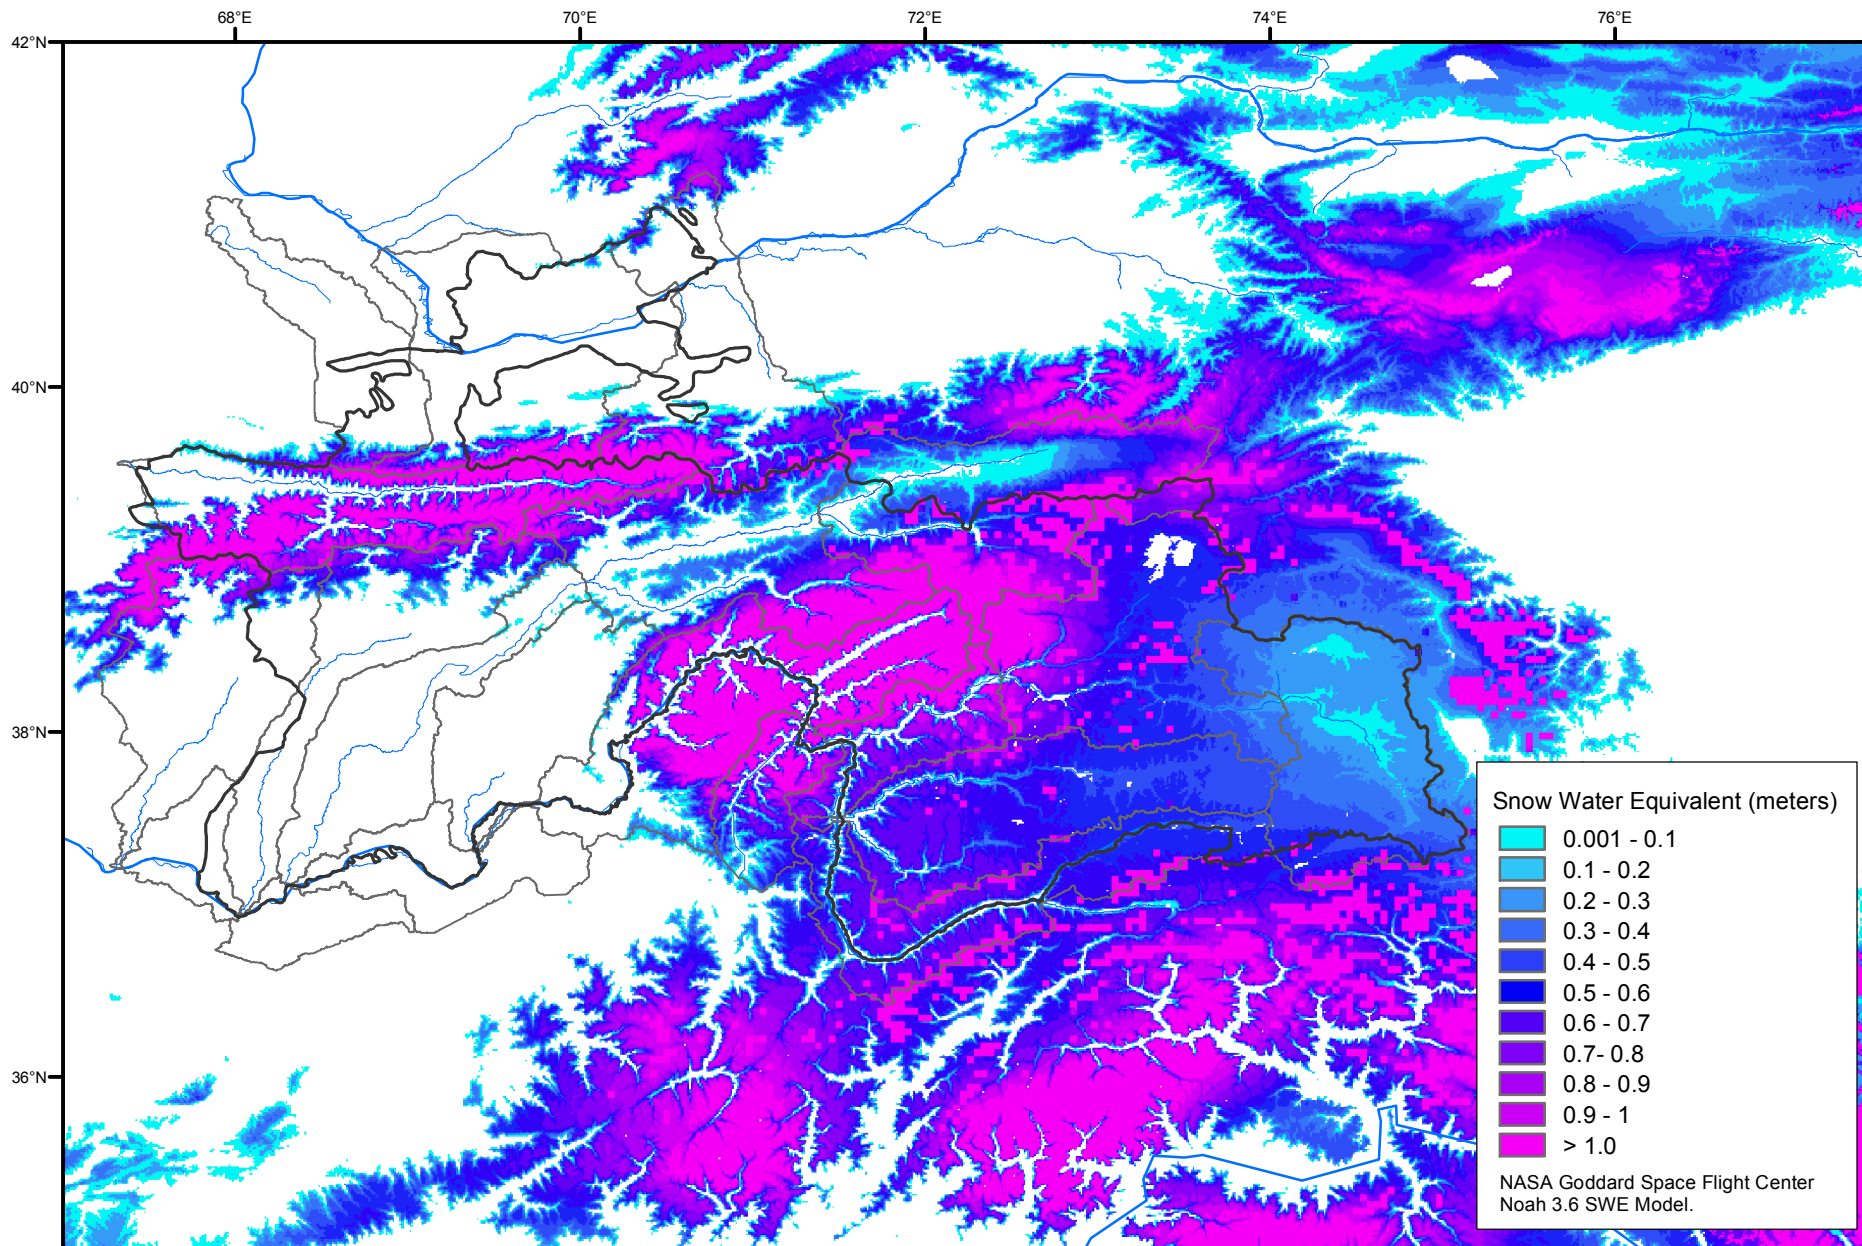 68°E 70°E 72°E 74°E 76°E
42°N
40°N
38°N
36°N
Snow Water Equivalent (meters)
0.001 - 0.1
0.1 - 0.2
0.2 - 0.3
0.3 - 0.4
0.4 - 0.5
0.5 - 0.6
0.6 - 0.7
0.7- 0.8
0.8 - 0.9
0.9 - 1
> 1.0
NASA Goddard Space Flight Center
Noah 3.6 SWE Model.